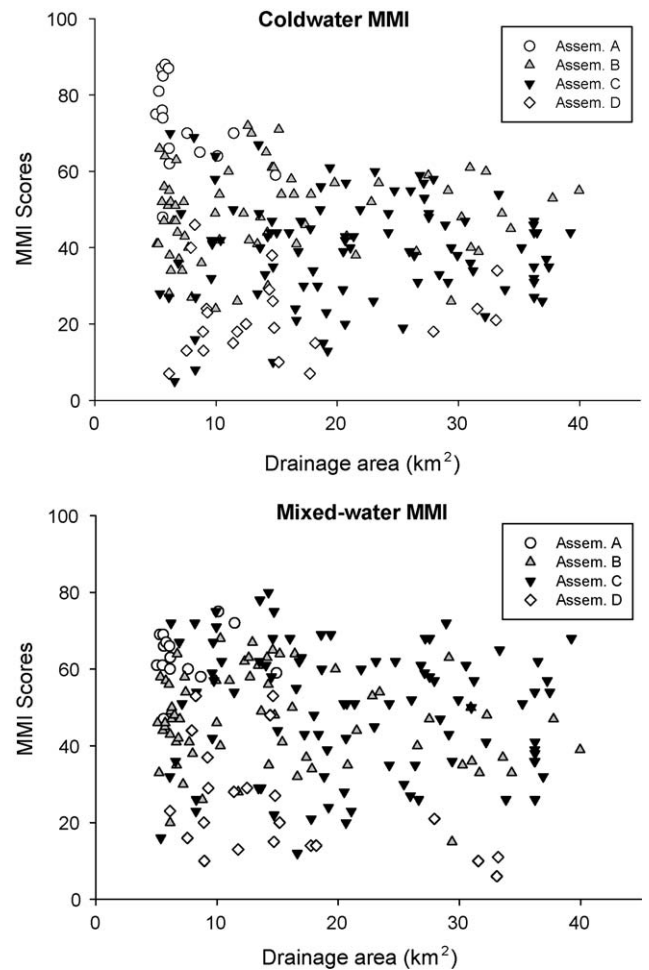 Coldwater MMI
100
80
60
40
20
0
MMI Scores
Assem. A
Assem. B
Assem. C
Assem. D
0 10 20 30 40
Drainage area (km²)
Mixed-water MMI
100
80
60
40
20
0
MMI Scores
Assem. A
Assem. B
Assem. C
Assem. D
0 10 20 30 40
Drainage area (km²)